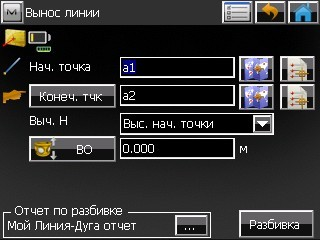 M Вынос линии
Нач. точка a1
Конеч. тчк a2
Выч. Н Выс. нач. точки
ВО 0.000 м
Отчет по разбивке
Мой Линия-Дуга отчет ... Разбивка